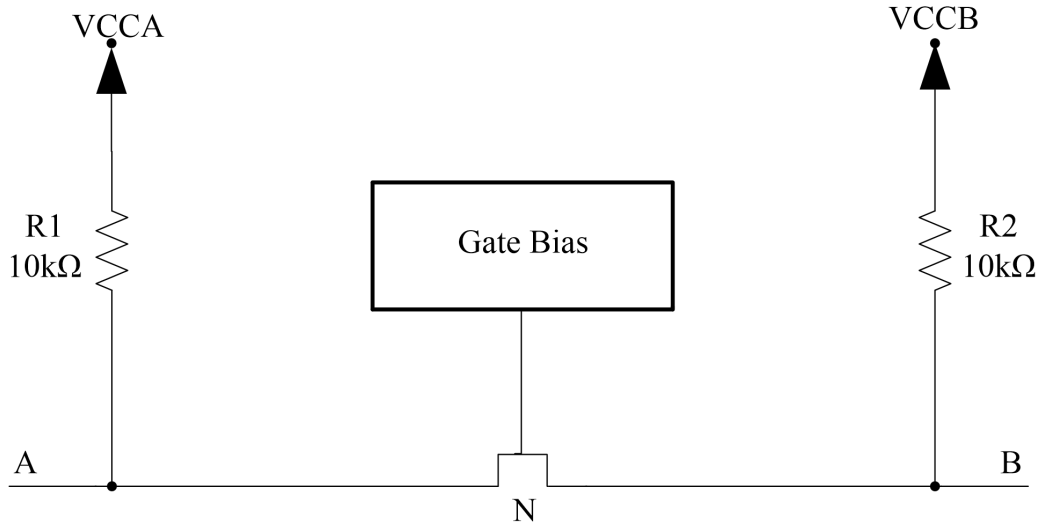 VCCA
VCCB
R1
10kΩ
Gate Bias
R2
10kΩ
A
B
N